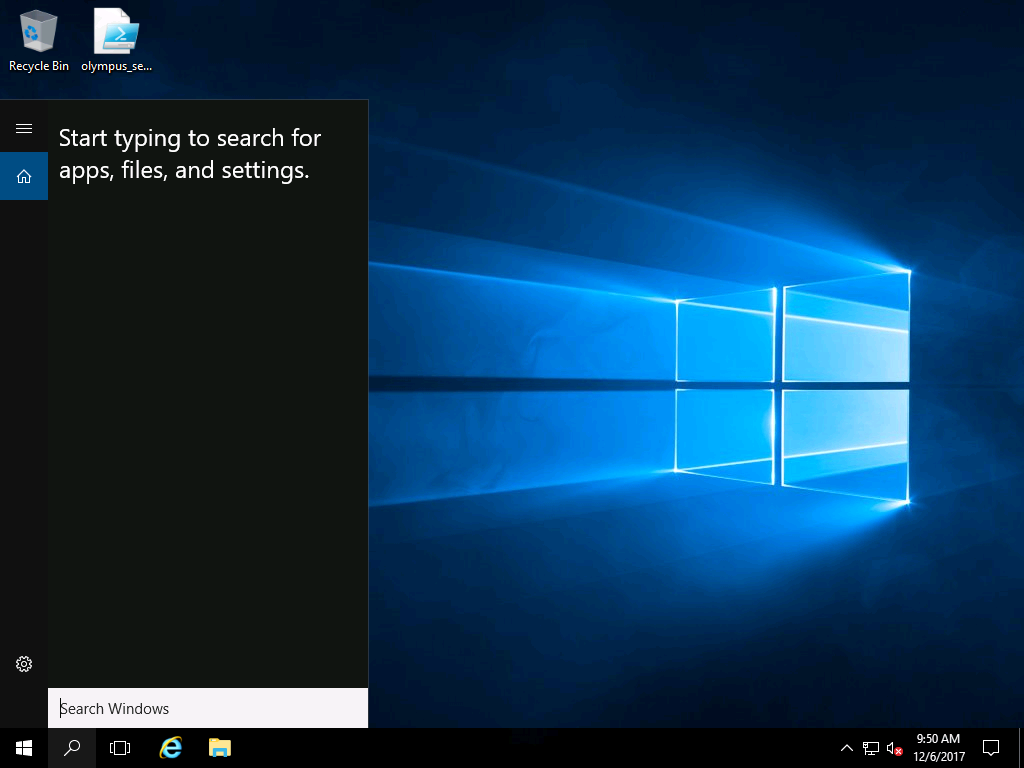 Recycle Bin
olympus_se...
Start typing to search for
apps, files, and settings.
Search Windows
9:50 AM
12/6/2017